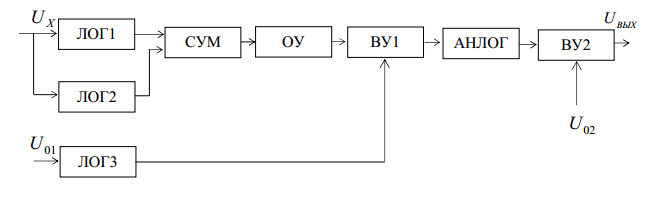 U_X
U_вых
ЛОГ1
СУМ
ОУ
ВУ1
АНЛОГ
ВУ2
ЛОГ2
U_02
U_01
ЛОГ3